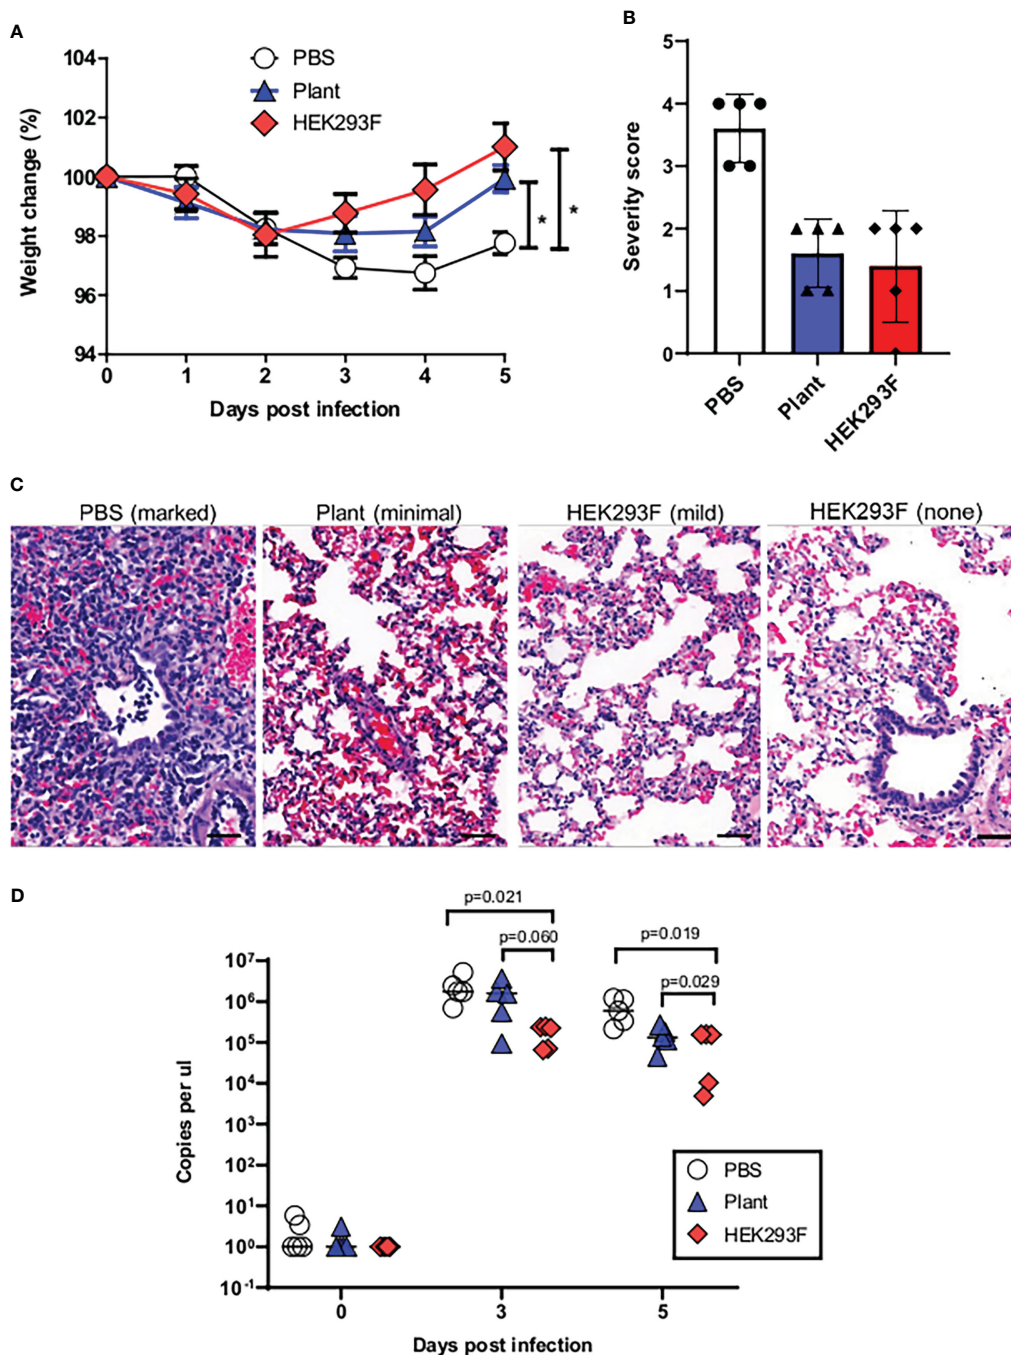 A
PBS
Plant
HEK293F
Weight change (%)
104
102
100
98
96
94
0 1 2 3 4 5
Days post infection
*
*
B
Severity score
5
4
3
2
1
0
PBS
Plant
HEK293F
C
PBS (marked)
Plant (minimal)
HEK293F (mild)
HEK293F (none)
D
p=0.021
p=0.060
p=0.019
p=0.029
Copies per ul
10⁷
10⁶
10⁵
10⁴
10³
10²
10¹
10⁰
10⁻¹
PBS
Plant
HEK293F
0 3 5
Days post infection